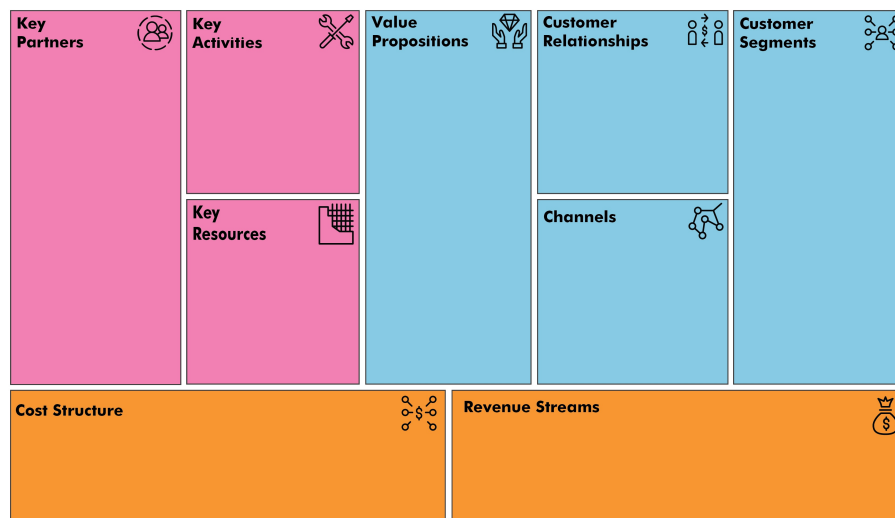 Key
Partners
Key
Activities
Value
Propositions
Customer
Relationships
Customer
Segments
Key
Resources
Channels
Cost Structure
Revenue Streams